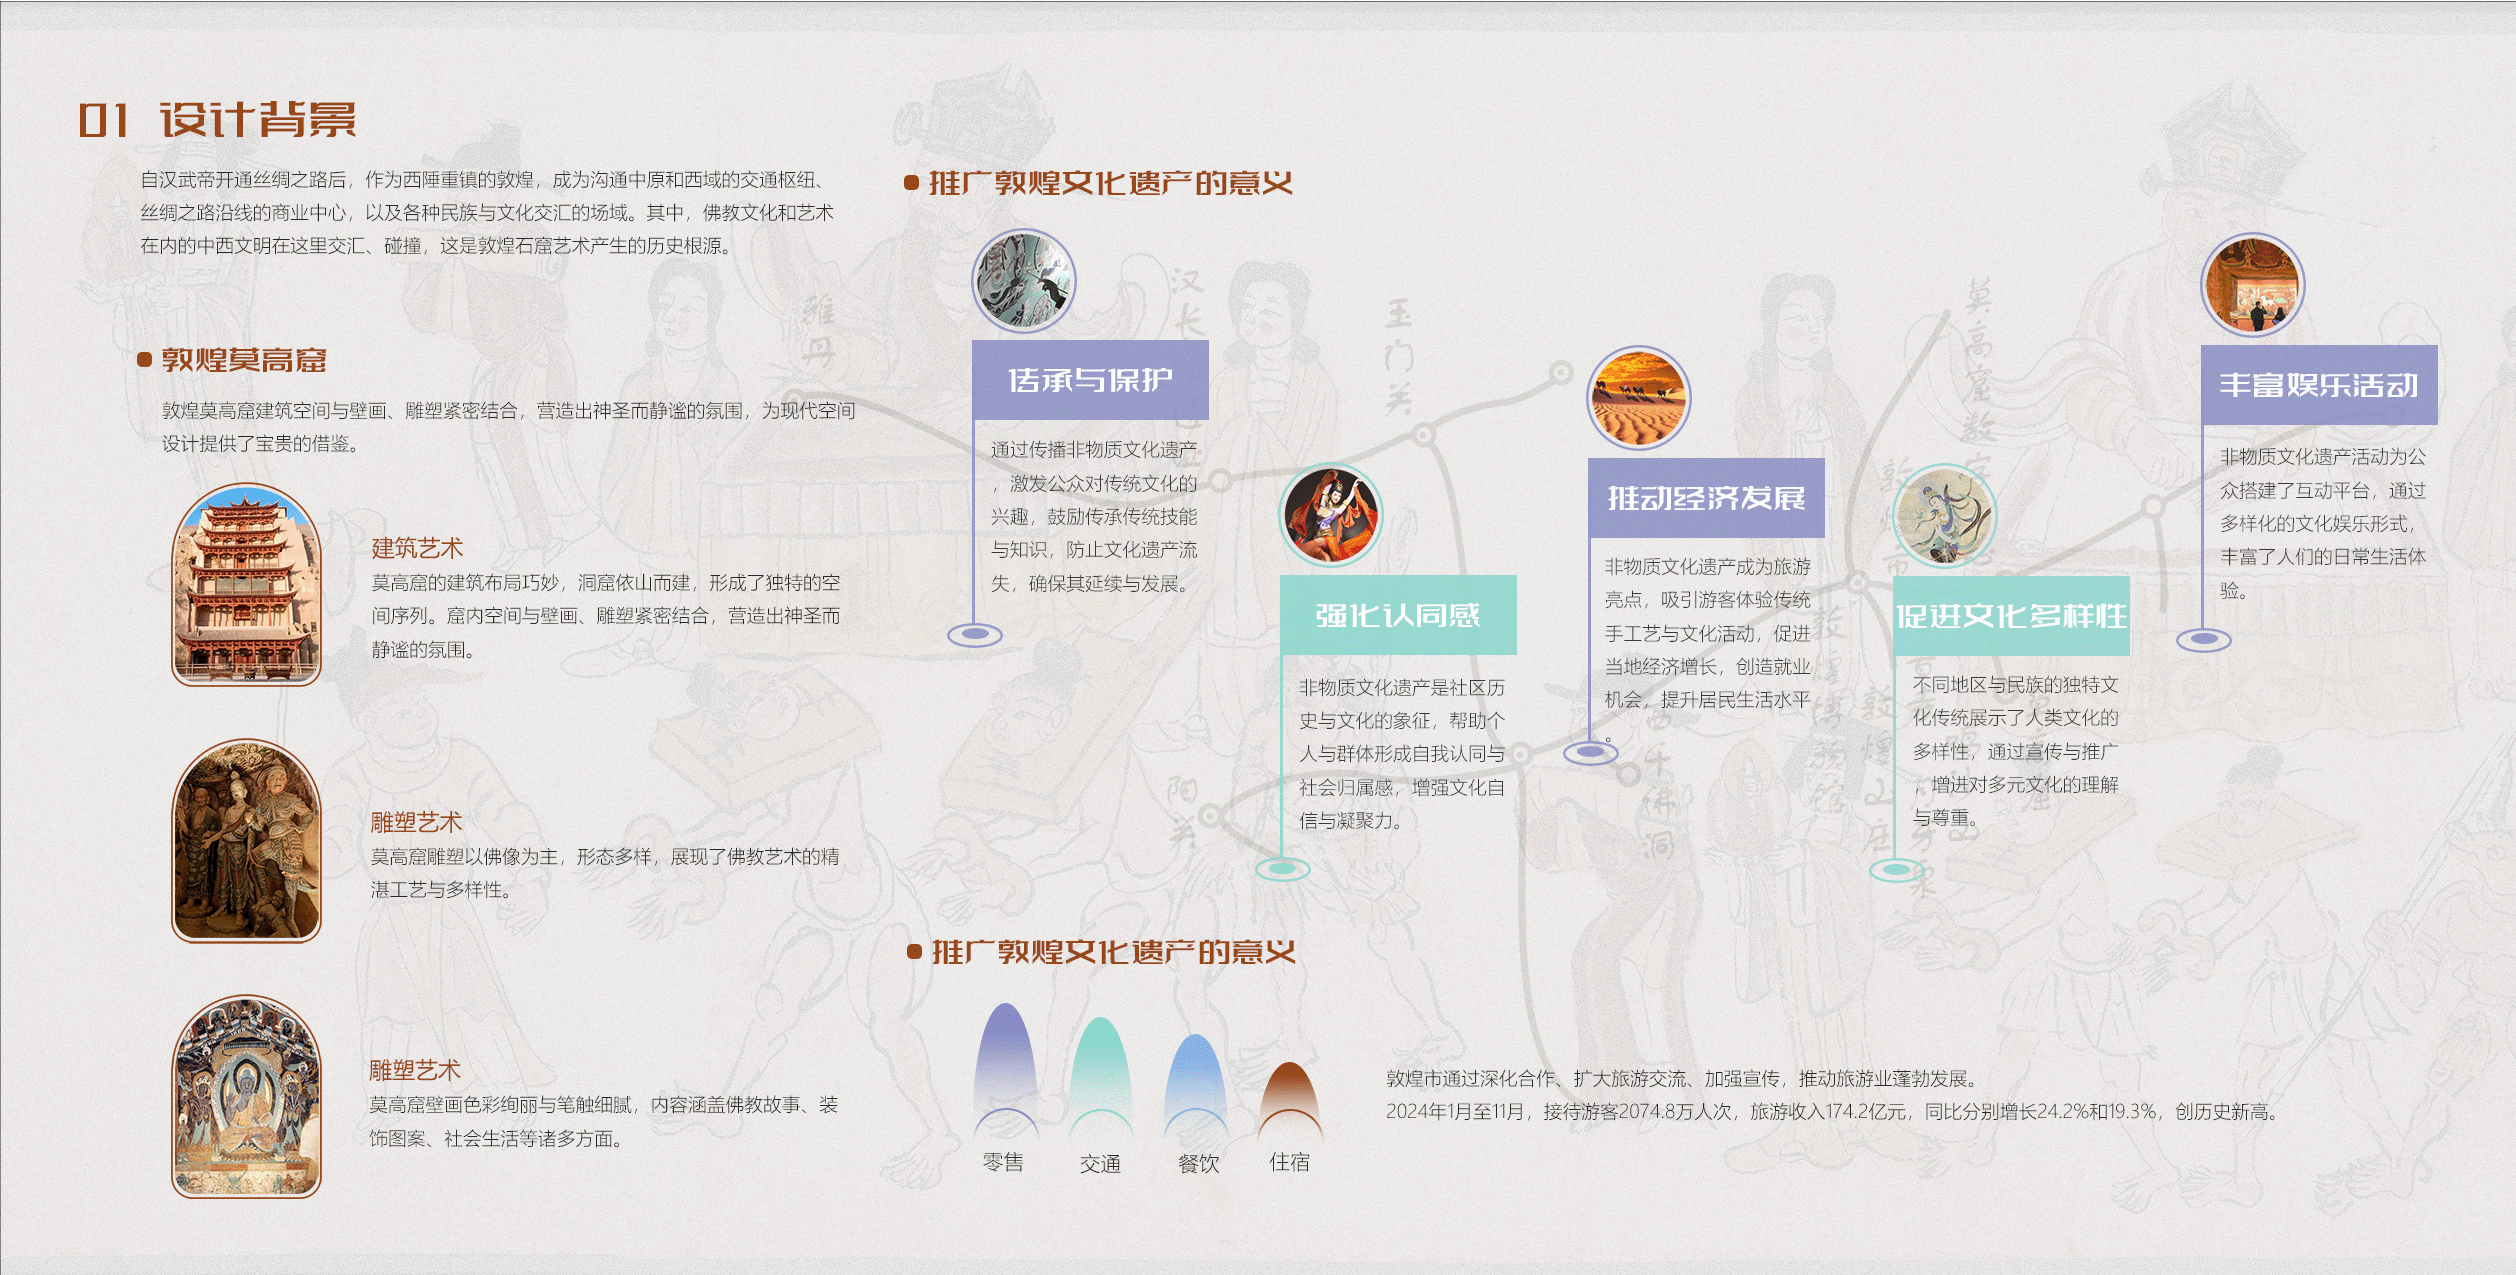 01 设计背景
自汉武帝开通丝绸之路后，作为西陲重镇的敦煌，成为沟通中原和西域的交通枢纽、
丝绸之路沿线的商业中心，以及各种民族与文化交汇的场域。其中，佛教文化和艺术
在内的中西文明在这里交汇、碰撞，这是敦煌石窟艺术产生的历史根源。
敦煌莫高窟
敦煌莫高窟建筑空间与壁画、雕塑紧密结合，营造出神圣而静谧的氛围，为现代空间
设计提供了宝贵的借鉴。
建筑艺术
莫高窟的建筑布局巧妙，洞窟依山而建，形成了独特的空
间序列。窟内空间与壁画、雕塑紧密结合，营造出神圣而
静谧的氛围。
雕塑艺术
莫高窟雕塑以佛像为主，形态多样，展现了佛教艺术的精
湛工艺与多样性。
雕塑艺术
莫高窟壁画色彩绚丽与笔触细腻，内容涵盖佛教故事、装
饰图案、社会生活等诸多方面。
推广敦煌文化遗产的意义
传承与保护
通过传播非物质文化遗产
，激发公众对传统文化的
兴趣，鼓励传承传统技能
与知识，防止文化遗产流
失，确保其延续与发展。
强化认同感
非物质文化遗产是社区历
史与文化的象征，帮助个
人与群体形成自我认同与
社会归属感，增强文化自
信与凝聚力。
推动经济发展
非物质文化遗产成为旅游
亮点，吸引游客体验传统
手工艺与文化活动，促进
当地经济增长，创造就业
机会，提升居民生活水平
。
促进文化多样性
不同地区与民族的独特文
化传统展示了人类文化的
多样性，通过宣传与推广
，增进对多元文化的理解
与尊重。
丰富娱乐活动
非物质文化遗产活动为公
众搭建了互动平台，通过
多样化的文化娱乐形式，
丰富了人们的日常生活体
验。
雅丹
汉长
玉门关
阳关
西千佛洞
敦煌博物馆
莫高窟数字
推广敦煌文化遗产的意义
零售
交通
餐饮
住宿
敦煌市通过深化合作、扩大旅游交流、加强宣传，推动旅游业蓬勃发展。
2024年1月至11月，接待游客2074.8万人次，旅游收入174.2亿元，同比分别增长24.2%和19.3%，创历史新高。